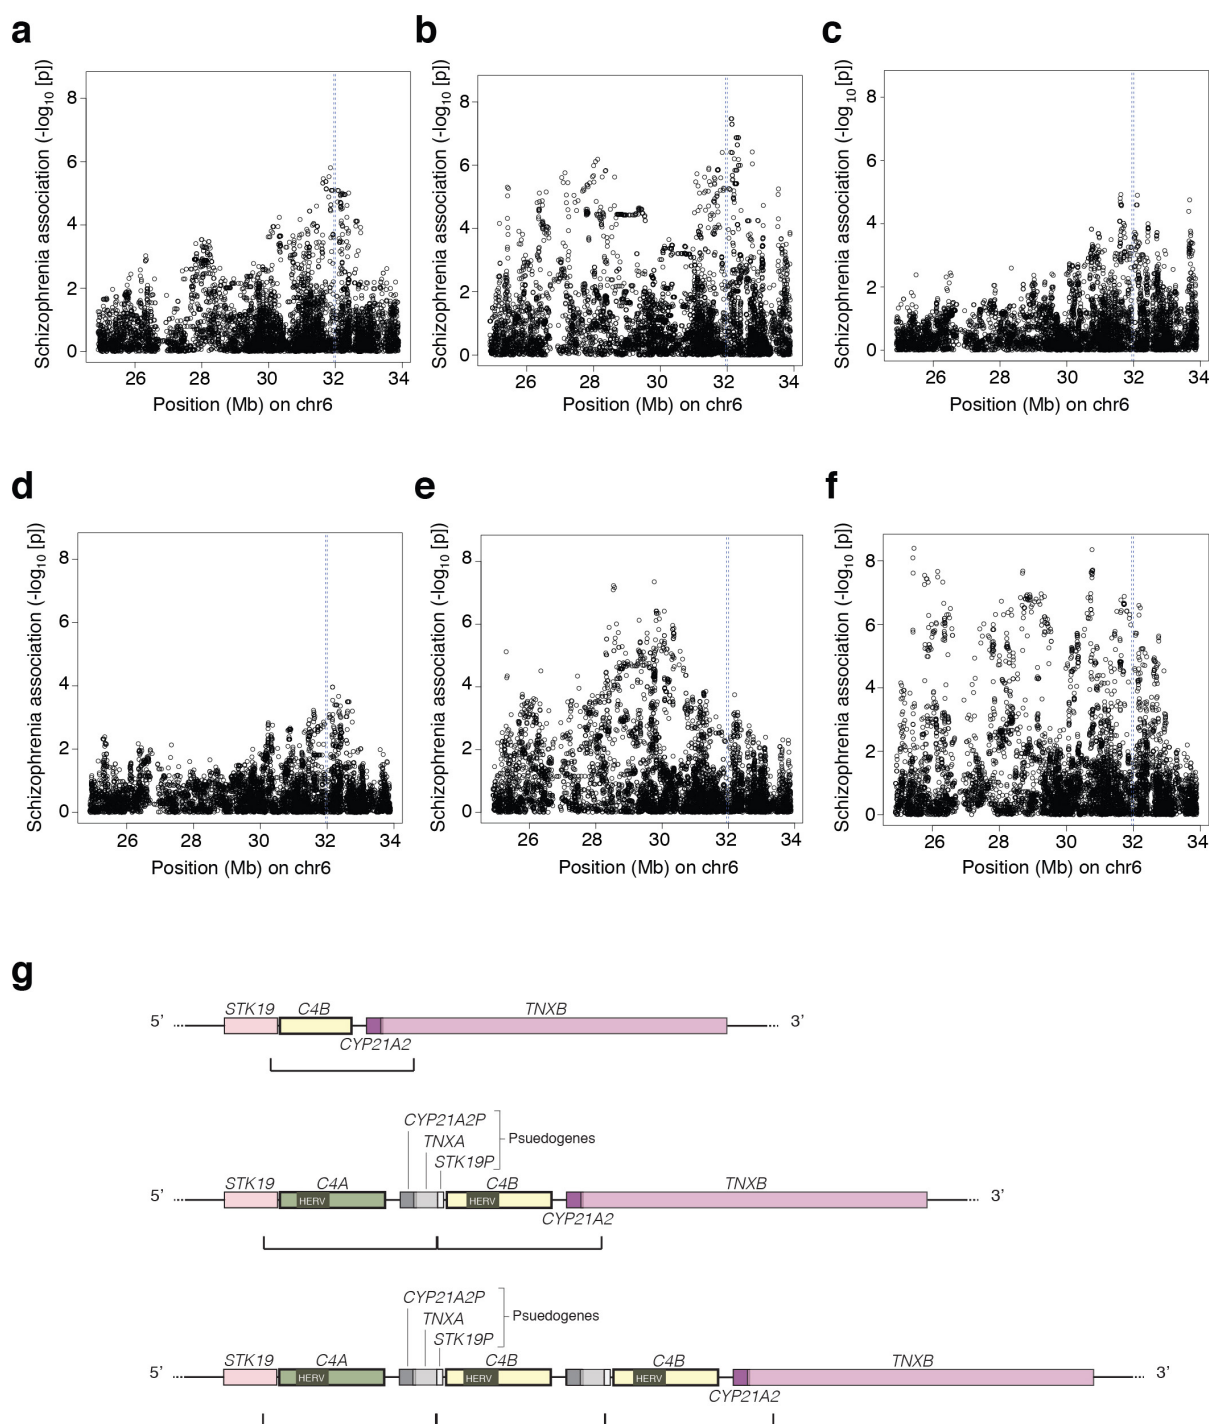 a
Schizophrenia association (-log10 [p])
8
6
4
2
0
26 28 30 32 34
Position (Mb) on chr6
b
Schizophrenia association (-log10 [p])
8
6
4
2
0
26 28 30 32 34
Position (Mb) on chr6
c
Schizophrenia association (-log10 [p])
8
6
4
2
0
26 28 30 32 34
Position (Mb) on chr6
d
Schizophrenia association (-log10 [p])
8
6
4
2
0
26 28 30 32 34
Position (Mb) on chr6
e
Schizophrenia association (-log10 [p])
8
6
4
2
0
26 28 30 32 34
Position (Mb) on chr6
f
Schizophrenia association (-log10 [p])
8
6
4
2
0
26 28 30 32 34
Position (Mb) on chr6
g
STK19 C4B TNXB
5’ 3’
CYP21A2
CYP21A2P
TNXA Psuedogenes
STK19P
STK19 C4A C4B TNXB
5’ HERV HERV 3’
CYP21A2
CYP21A2P
TNXA Psuedogenes
STK19P
STK19 C4A C4B C4B TNXB
5’ HERV HERV HERV 3’
CYP21A2